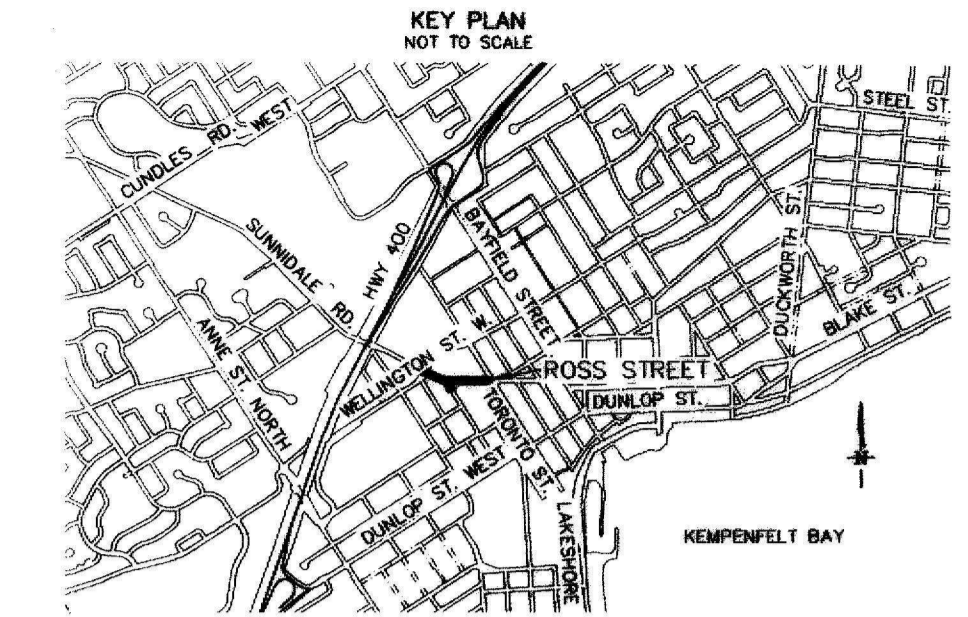 KEY PLAN
NOT TO SCALE
STEEL ST.
CUNDLES RD. WEST
SUNNIDALE RD.
HWY 400
BAYFIELD STREET
DUCKWORTH ST.
BLAKE ST.
ANNE ST. NORTH
WELLINGTON ST. W.
ROSS STREET
DUNLOP ST.
TORONTO ST.
DUNLOP ST. WEST
LAKESHORE
N
KEMPENFELT BAY